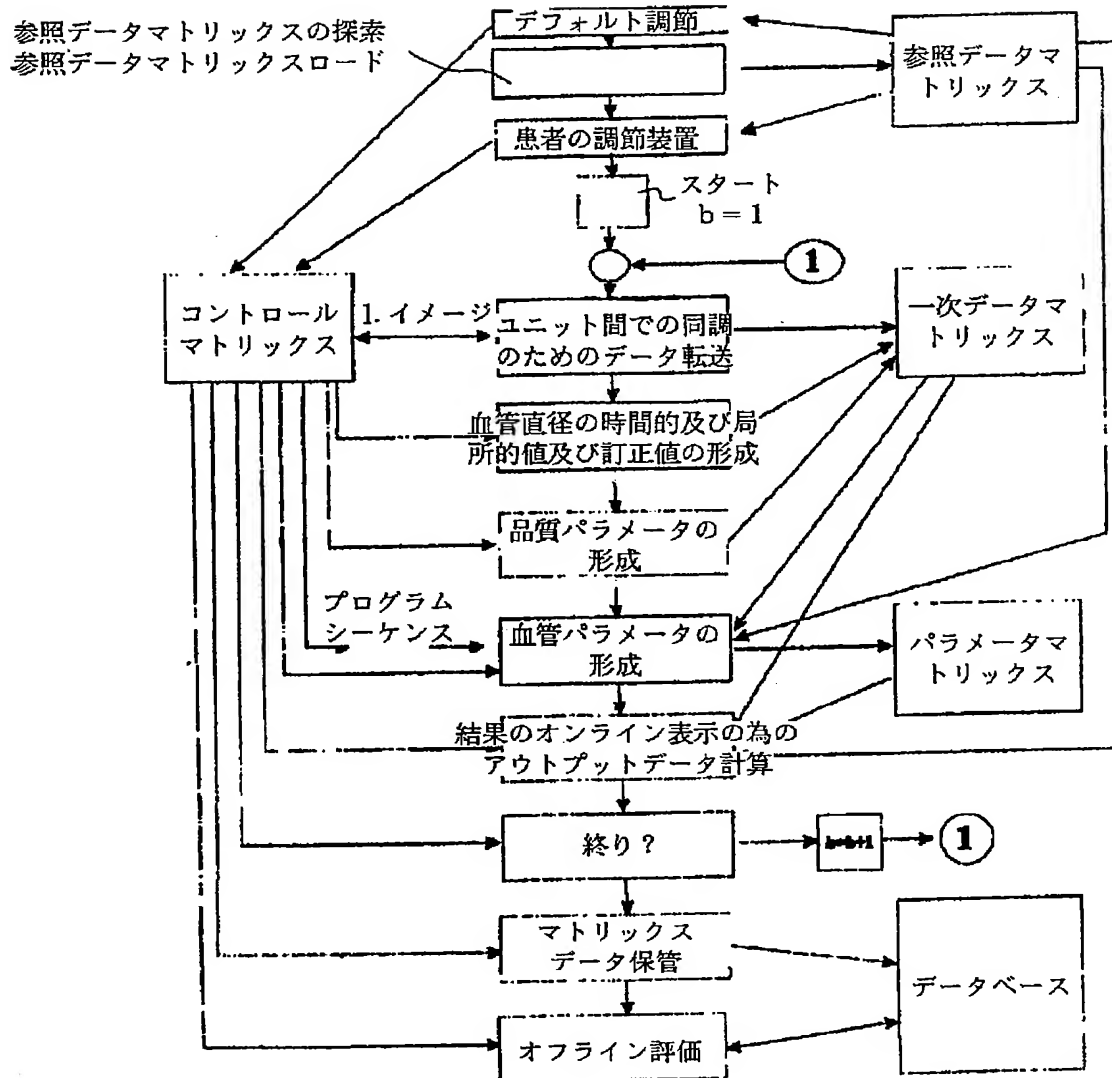 参照データマトリックスの探索
参照データマトリックスロード
デフォルト調節
参照データマ
トリックス
患者の調節装置
スタート
b = 1
1
コントロール
マトリックス
1. イメージ
ユニット間での同調
のためのデータ転送
一次データマ
トリックス
血管直径の時間的及び局
所的値及び訂正値の形成
品質パラメータの
形成
プログラム
シーケンス
血管パラメータの
形成
パラメータマ
トリックス
結果のオンライン表示の為の
アウトプットデータ計算
終り？
b=b+1
1
マトリックス
データ保管
データベース
オフライン評価